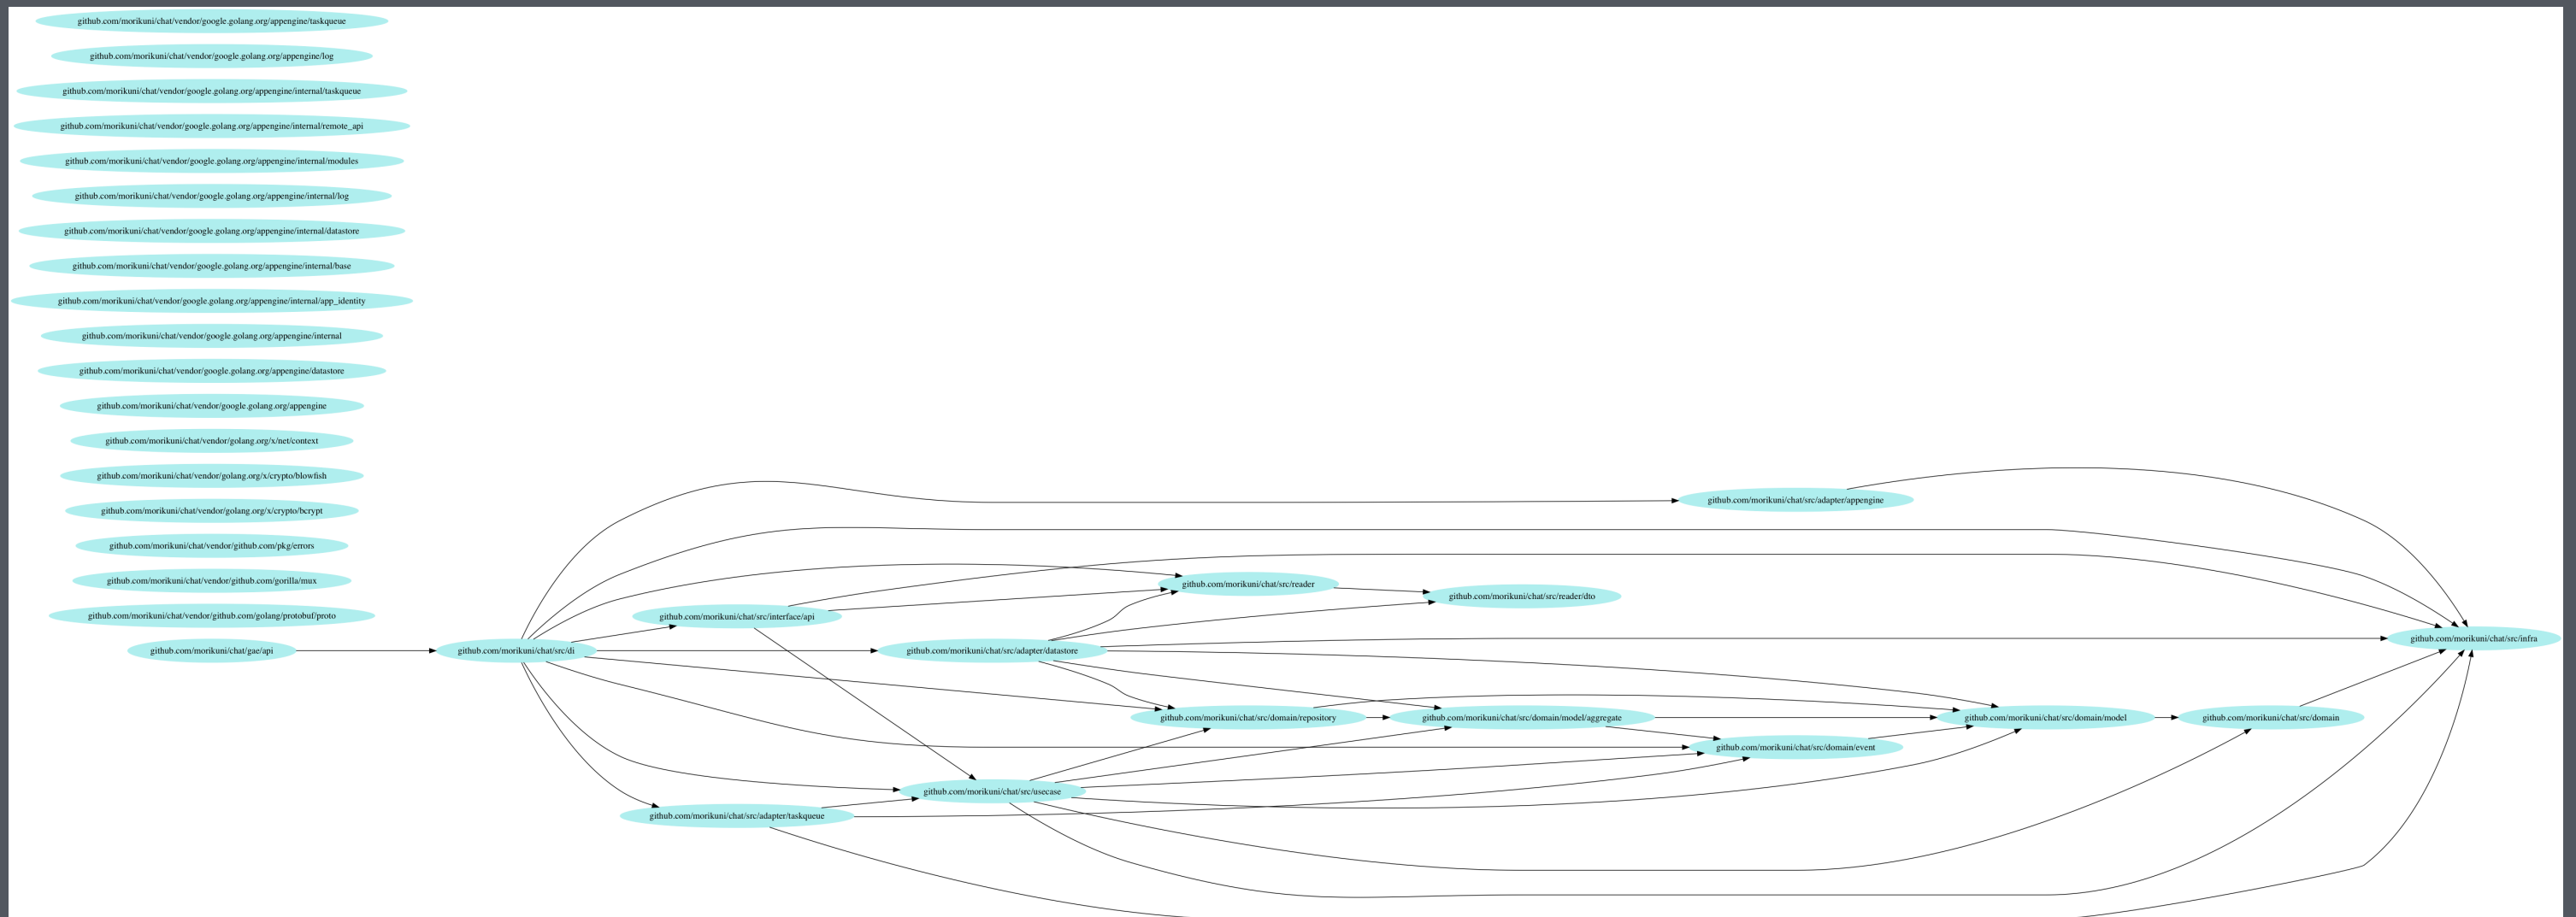 github.com/morikuni/chat/vendor/google.golang.org/appengine/taskqueue
github.com/morikuni/chat/vendor/google.golang.org/appengine/log
github.com/morikuni/chat/vendor/google.golang.org/appengine/internal/taskqueue
github.com/morikuni/chat/vendor/google.golang.org/appengine/internal/remote_api
github.com/morikuni/chat/vendor/google.golang.org/appengine/internal/modules
github.com/morikuni/chat/vendor/google.golang.org/appengine/internal/log
github.com/morikuni/chat/vendor/google.golang.org/appengine/internal/datastore
github.com/morikuni/chat/vendor/google.golang.org/appengine/internal/base
github.com/morikuni/chat/vendor/google.golang.org/appengine/internal/app_identity
github.com/morikuni/chat/vendor/google.golang.org/appengine/internal
github.com/morikuni/chat/vendor/google.golang.org/appengine/datastore
github.com/morikuni/chat/vendor/google.golang.org/appengine
github.com/morikuni/chat/vendor/golang.org/x/net/context
github.com/morikuni/chat/vendor/golang.org/x/crypto/blowfish
github.com/morikuni/chat/vendor/golang.org/x/crypto/bcrypt
github.com/morikuni/chat/vendor/github.com/pkg/errors
github.com/morikuni/chat/vendor/github.com/gorilla/mux
github.com/morikuni/chat/vendor/github.com/golang/protobuf/proto
github.com/morikuni/chat/gae/api
github.com/morikuni/chat/src/di
github.com/morikuni/chat/src/interface/api
github.com/morikuni/chat/src/adapter/taskqueue
github.com/morikuni/chat/src/adapter/datastore
github.com/morikuni/chat/src/usecase
github.com/morikuni/chat/src/reader
github.com/morikuni/chat/src/domain/repository
github.com/morikuni/chat/src/reader/dto
github.com/morikuni/chat/src/domain/model/aggregate
github.com/morikuni/chat/src/adapter/appengine
github.com/morikuni/chat/src/domain/event
github.com/morikuni/chat/src/domain/model
github.com/morikuni/chat/src/domain
github.com/morikuni/chat/src/infra